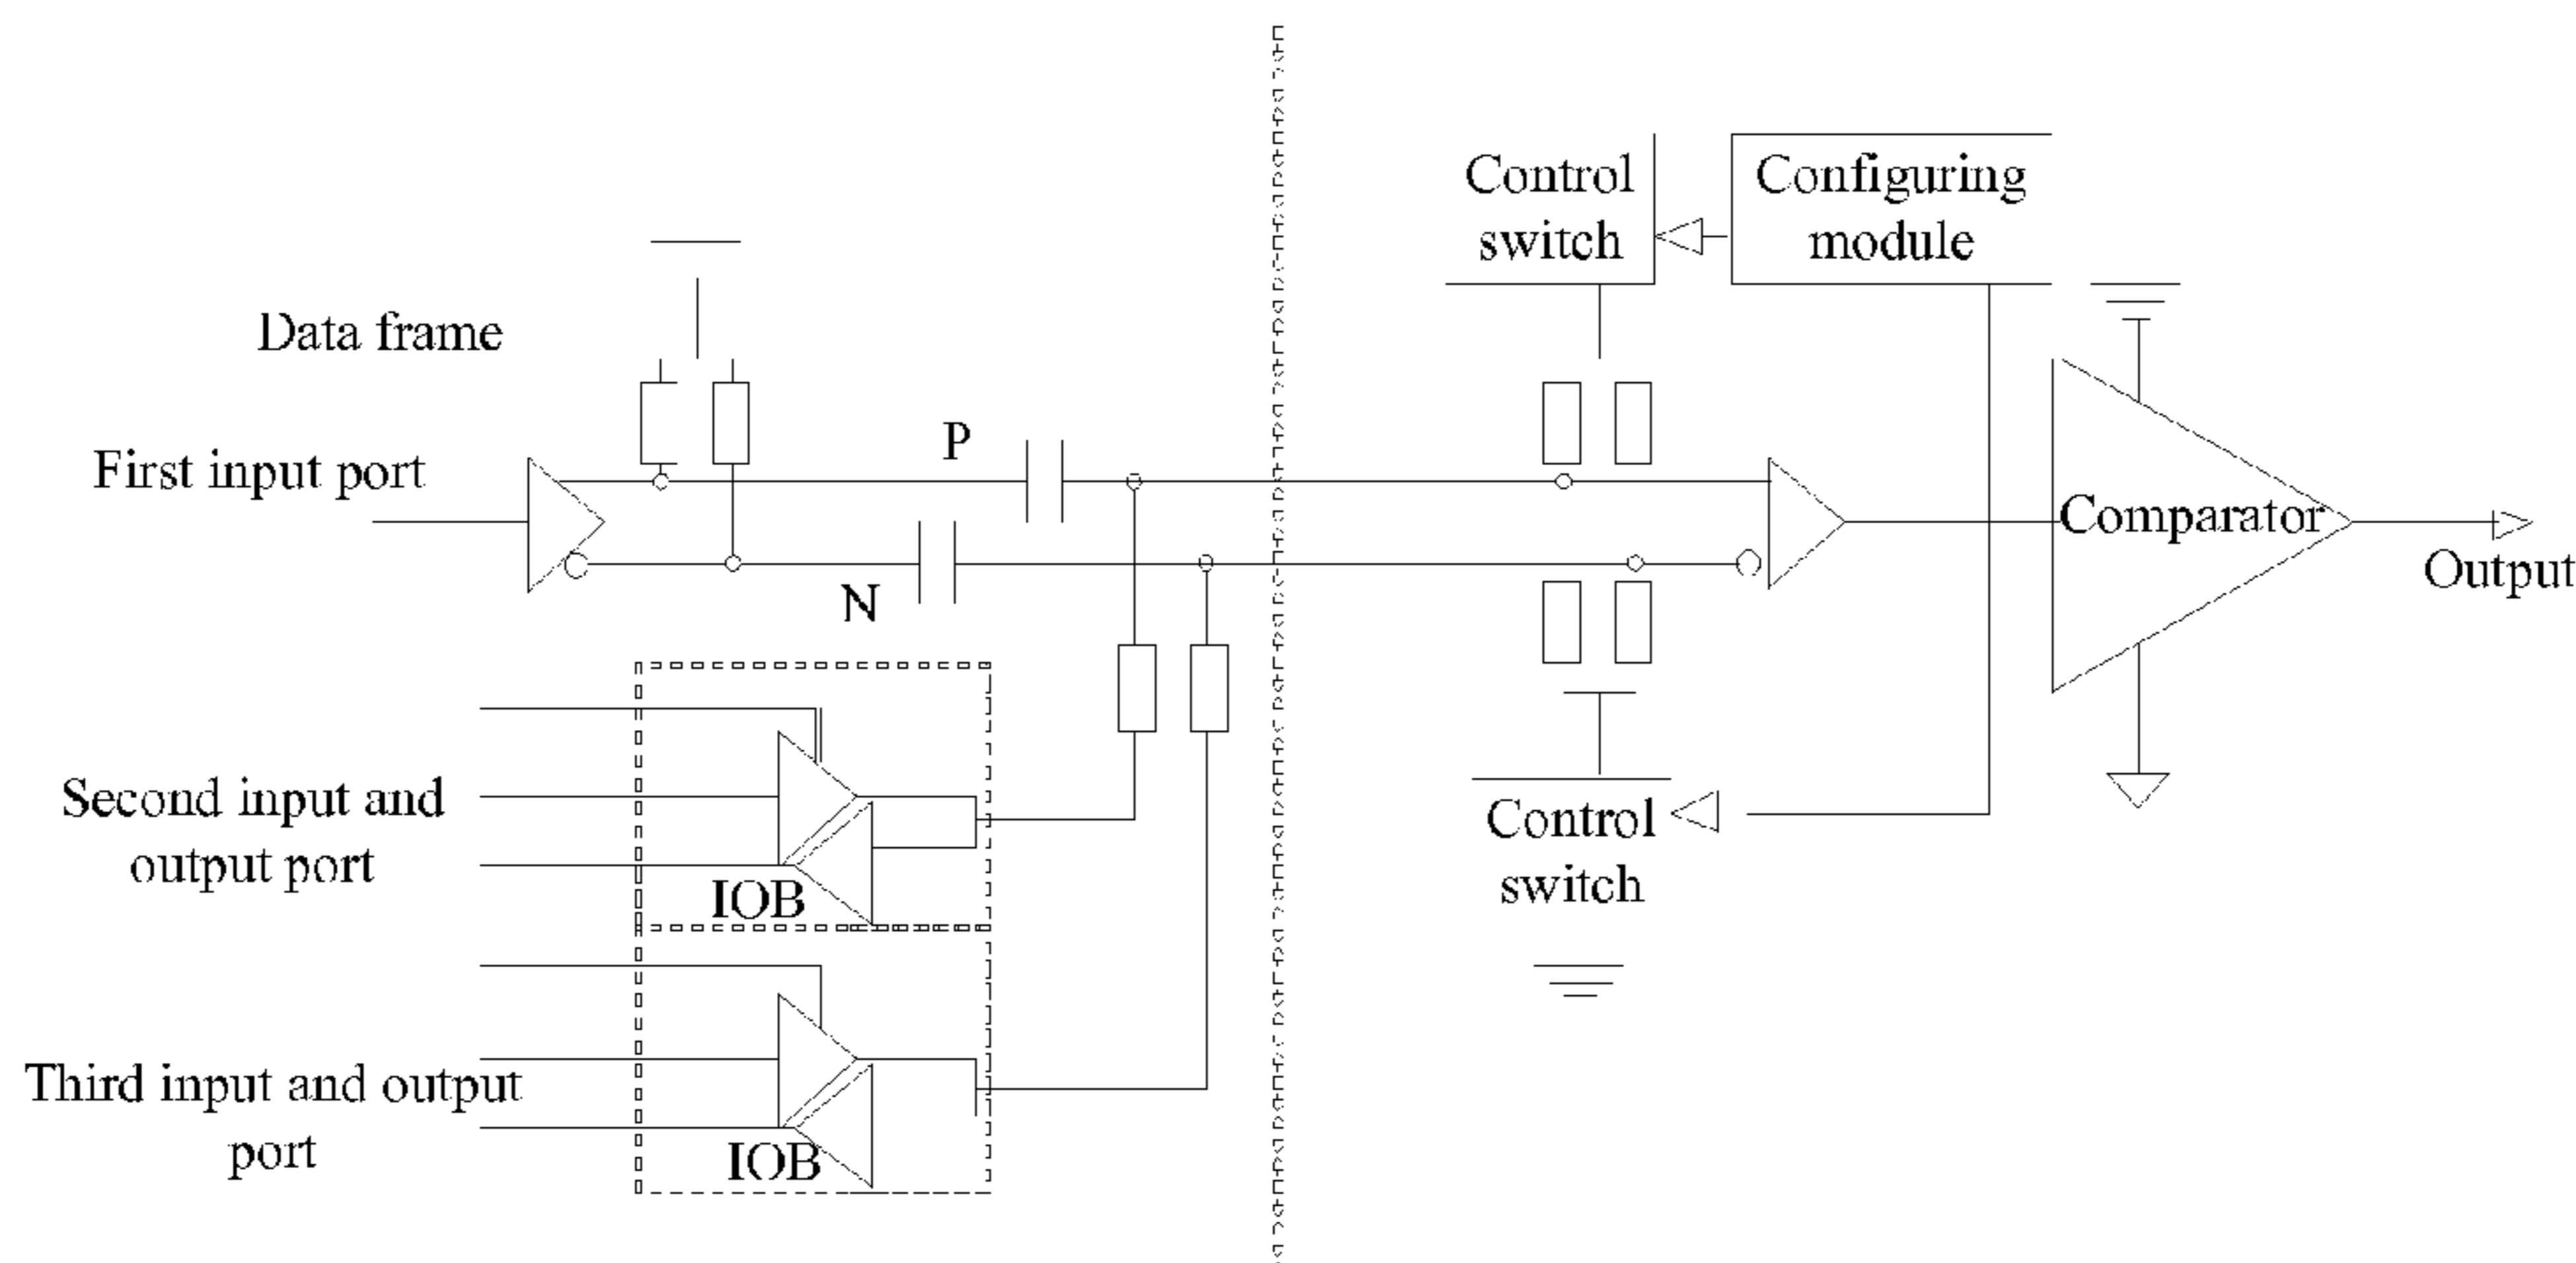 Control
switch
Configuring
module
Data frame
First input port
P
N
Comparator
Output
Second input and
output port
IOB
Control
switch
Third input and output
port
IOB